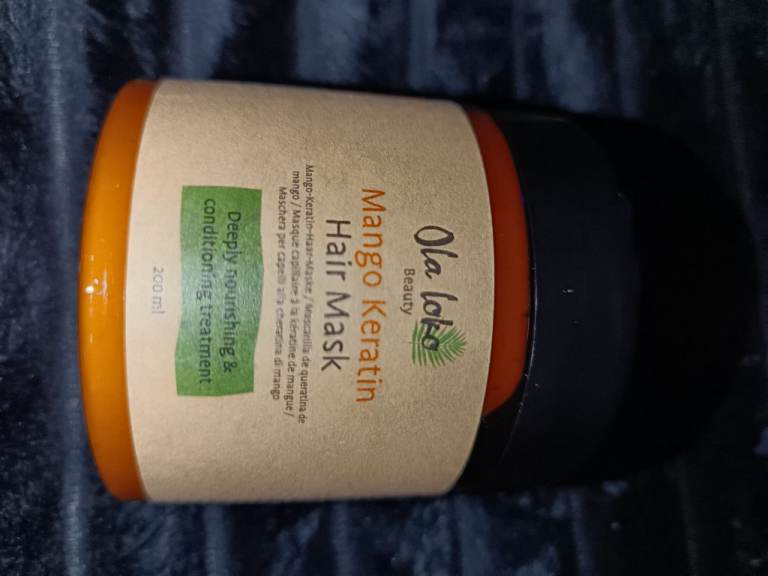 Ola loko
Beauty
Mango Keratin
Hair Mask
Mango-Keratin-Haar-Maske / Mascarilla de queratina de
mango / Masque capillaire à la kératine de mangue /
Maschera per capelli alla cheratina di mango
Deeply nourishing &
conditioning treatment
200 ml